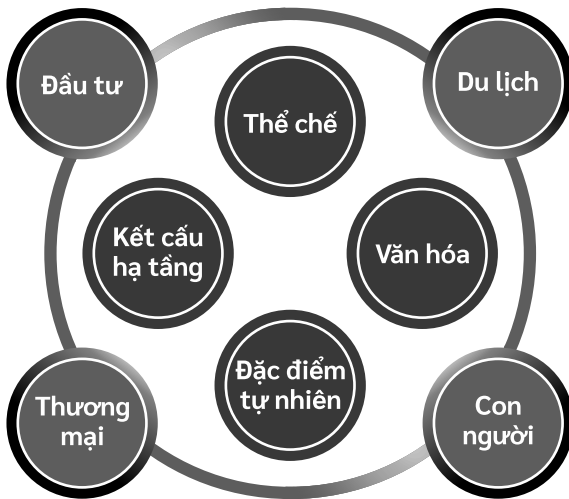 Đầu tư
Du lịch
Thể chế
Kết cấu
hạ tầng
Văn hóa
Đặc điểm
tự nhiên
Thương
mại
Con
người